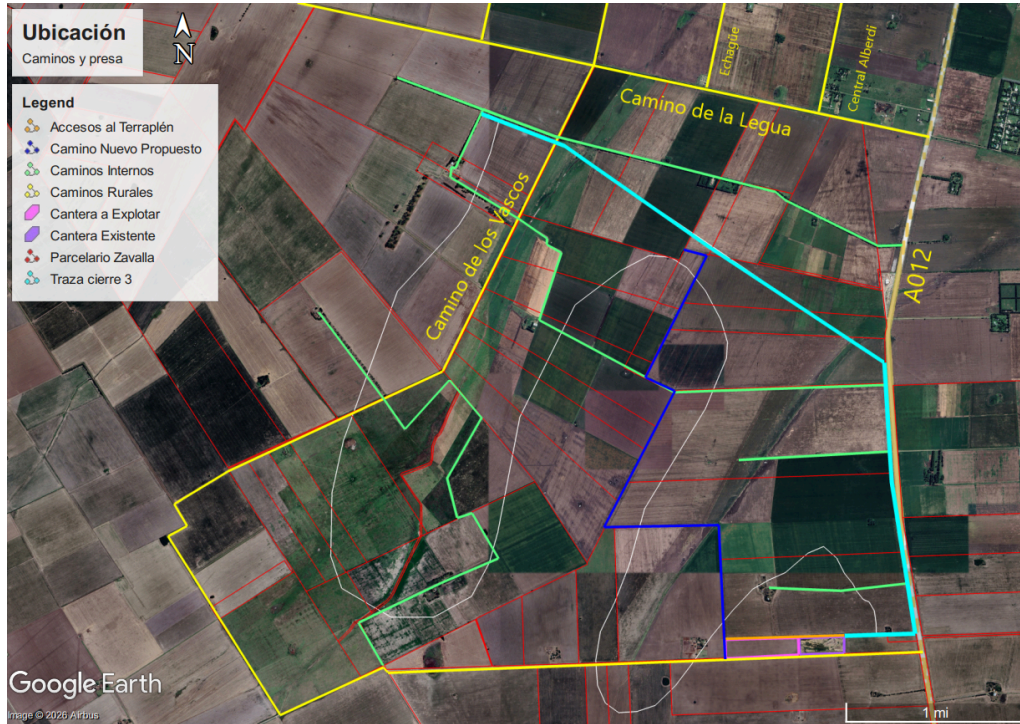 Ubicación
Caminos y presa
N
Legend
Accesos al Terraplén
Camino Nuevo Propuesto
Caminos Internos
Caminos Rurales
Cantera a Explotar
Cantera Existente
Parcelario Zavalla
Traza cierre 3
Echagüe
Central Alberdi
Camino de la Legua
Camino de los Vascos
A012
Google Earth
Image © 2026 Airbus
1 mi